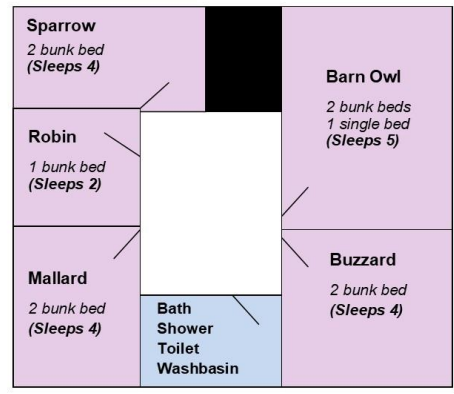 Sparrow
2 bunk bed
(Sleeps 4)
Barn Owl
2 bunk beds
1 single bed
(Sleeps 5)
Robin
1 bunk bed
(Sleeps 2)
Mallard
2 bunk bed
(Sleeps 4)
Buzzard
2 bunk bed
(Sleeps 4)
Bath
Shower
Toilet
Washbasin